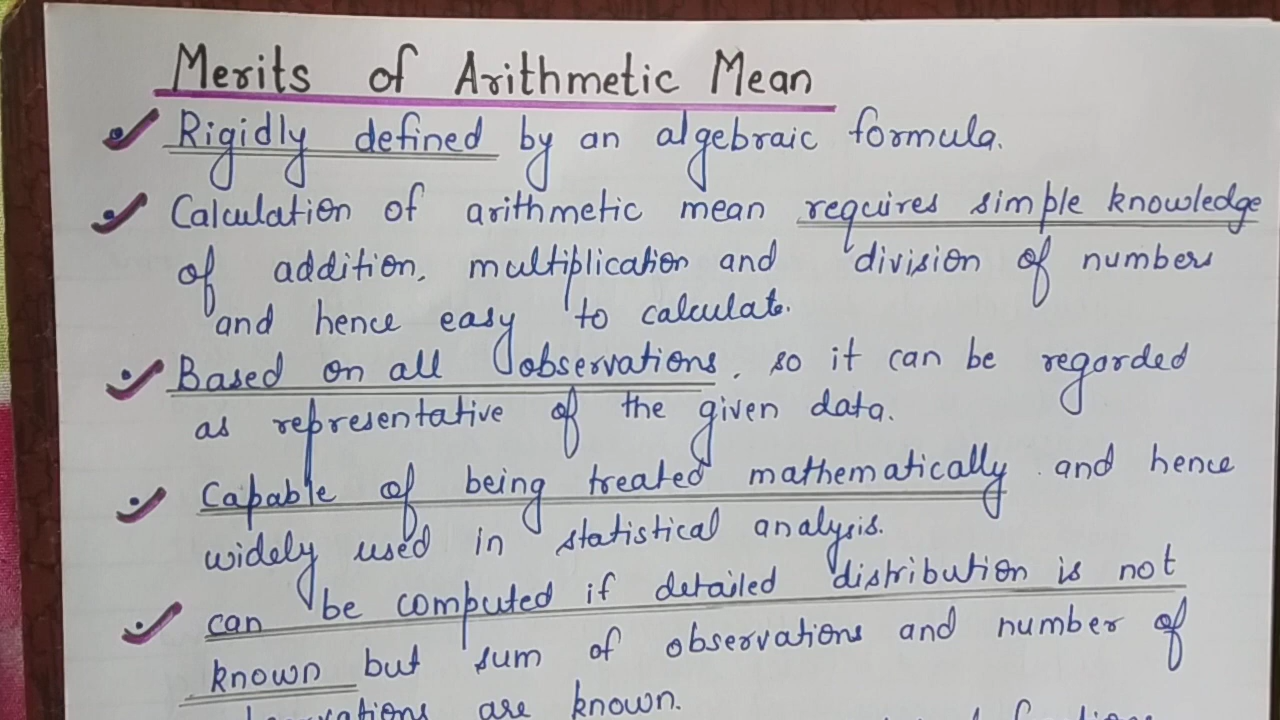 Merits of Arithmetic Mean
Rigidly defined by an algebraic formula.
Calculation of arithmetic mean requires simple knowledge
of addition, multiplication and division of numbers
and hence easy to calculate.
Based on all observations, so it can be regarded
as representative of the given data.
Capable of being treated mathematically and hence
widely used in statistical analysis.
can be computed if detailed distribution is not
known but sum of observations and number of
observations are known.